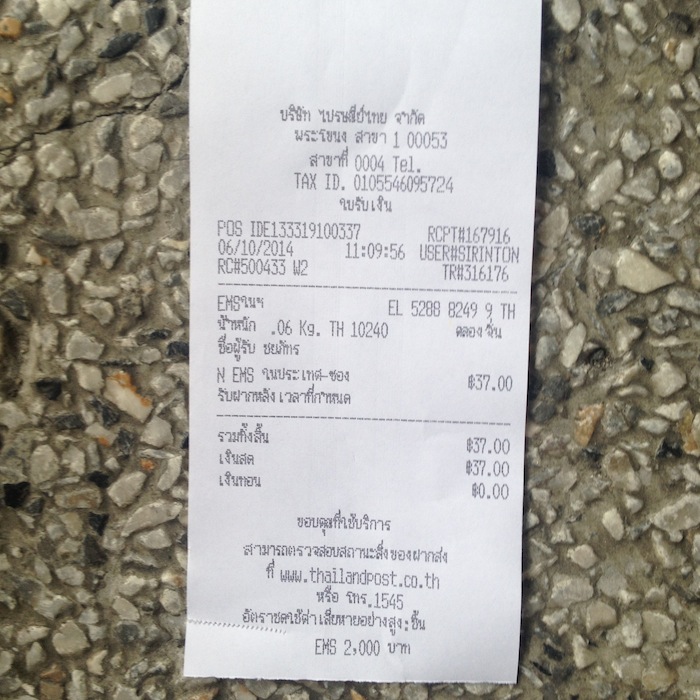 บริษัท ไปรษณีย์ไทย จำกัด
พระโขนง สาขา 1 00053
สาขาที่ 0004 Tel.
TAX ID. 0105546095724
ใบรับเงิน
POS IDE133319100337 RCPT#167916
06/10/2014 11:09:56 USER#SIRINTON
RC#500433 W2 TR#316176
EMSในฯ EL 5288 8249 9 TH
น้ำหนัก .06 Kg. TH 10240 คลองจั่น
ชื่อผู้รับ ชยภัทร
N EMS ในประเทศ-ซอง ฿37.00
รับฝากหลังเวลาที่กำหนด
รวมทั้งสิ้น ฿37.00
เงินสด ฿37.00
เงินทอน ฿0.00
ขอบคุณที่ใช้บริการ
สามารถตรวจสอบสถานะสิ่งของฝากส่ง
ที่ www.thailandpost.co.th
หรือ โทร.1545
อัตราชดใช้ค่าเสียหายอย่างสูง:ชิ้น
EMS 2,000 บาท